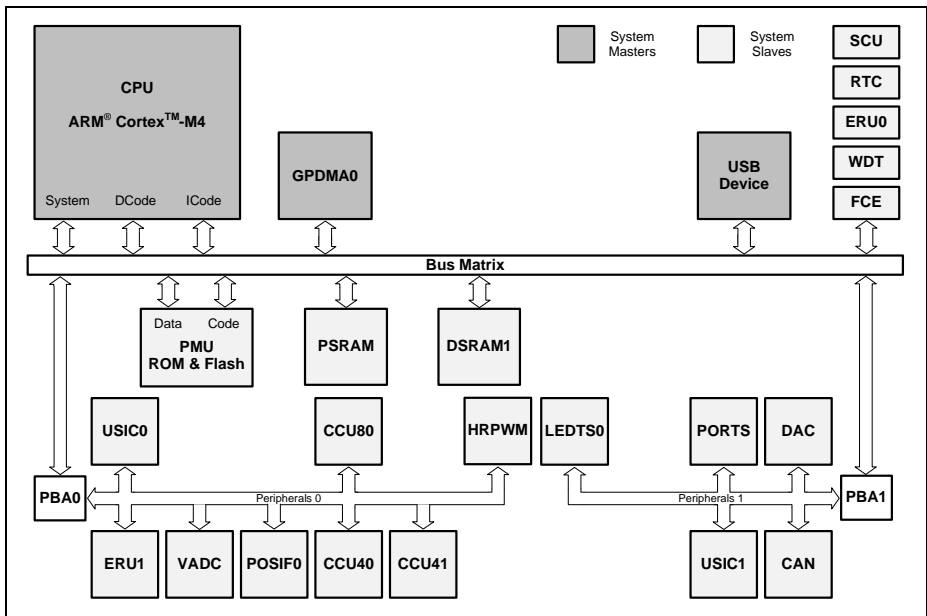 System
Masters
System
Slaves
SCU
CPU
ARM® Cortex™-M4
RTC
ERU0
GPDMA0
USB
Device
WDT
System DCode ICode
FCE
Bus Matrix
Data Code
PMU
ROM & Flash
PSRAM
DSRAM1
USIC0
CCU80
HRPWM
LEDTS0
PORTS
DAC
PBA0
Peripherals 0
Peripherals 1
PBA1
ERU1
VADC
POSIF0
CCU40
CCU41
USIC1
CAN